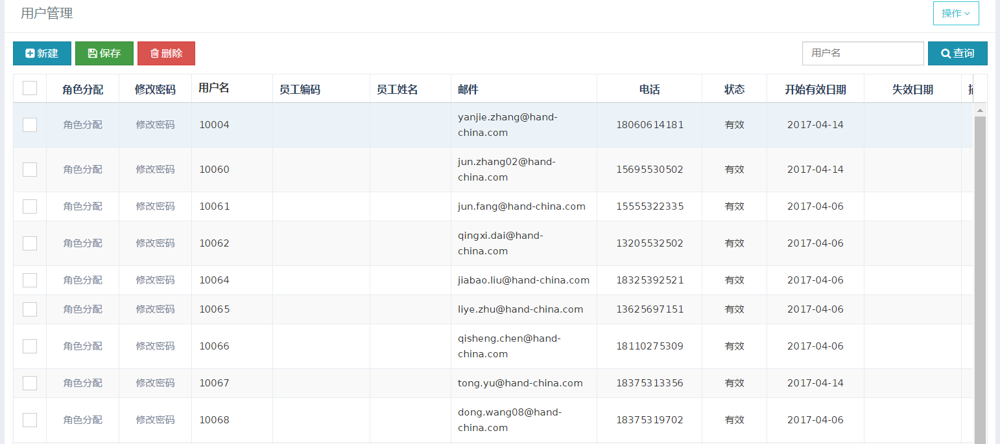 用户管理
操作
新建 保存 删除
用户名 查询
角色分配 修改密码 用户名 员工编码 员工姓名 邮件 电话 状态 开始有效日期 失效日期
角色分配 修改密码 10004 yanjie.zhang@hand-
china.com 18060614181 有效 2017-04-14
角色分配 修改密码 10060 jun.zhang02@hand-
china.com 15695530502 有效 2017-04-14
角色分配 修改密码 10061 jun.fang@hand-china.com 15555322335 有效 2017-04-06
角色分配 修改密码 10062 qingxi.dai@hand-
china.com 13205532502 有效 2017-04-06
角色分配 修改密码 10064 jiabao.liu@hand-china.com 18325392521 有效 2017-04-06
角色分配 修改密码 10065 liye.zhu@hand-china.com 13625697151 有效 2017-04-06
角色分配 修改密码 10066 qisheng.chen@hand-
china.com 18110275309 有效 2017-04-06
角色分配 修改密码 10067 tong.yu@hand-china.com 18375313356 有效 2017-04-14
角色分配 修改密码 10068 dong.wang08@hand-
china.com 18375319702 有效 2017-04-06